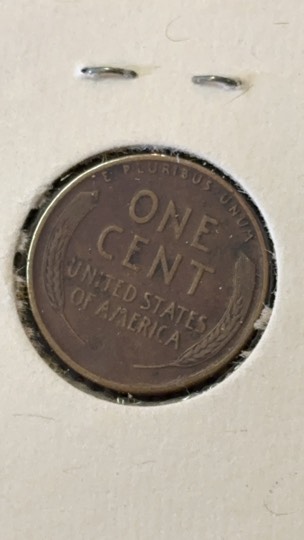 E·PLURIBUS·UNUM
ONE
CENT
UNITED STATES
OF AMERICA